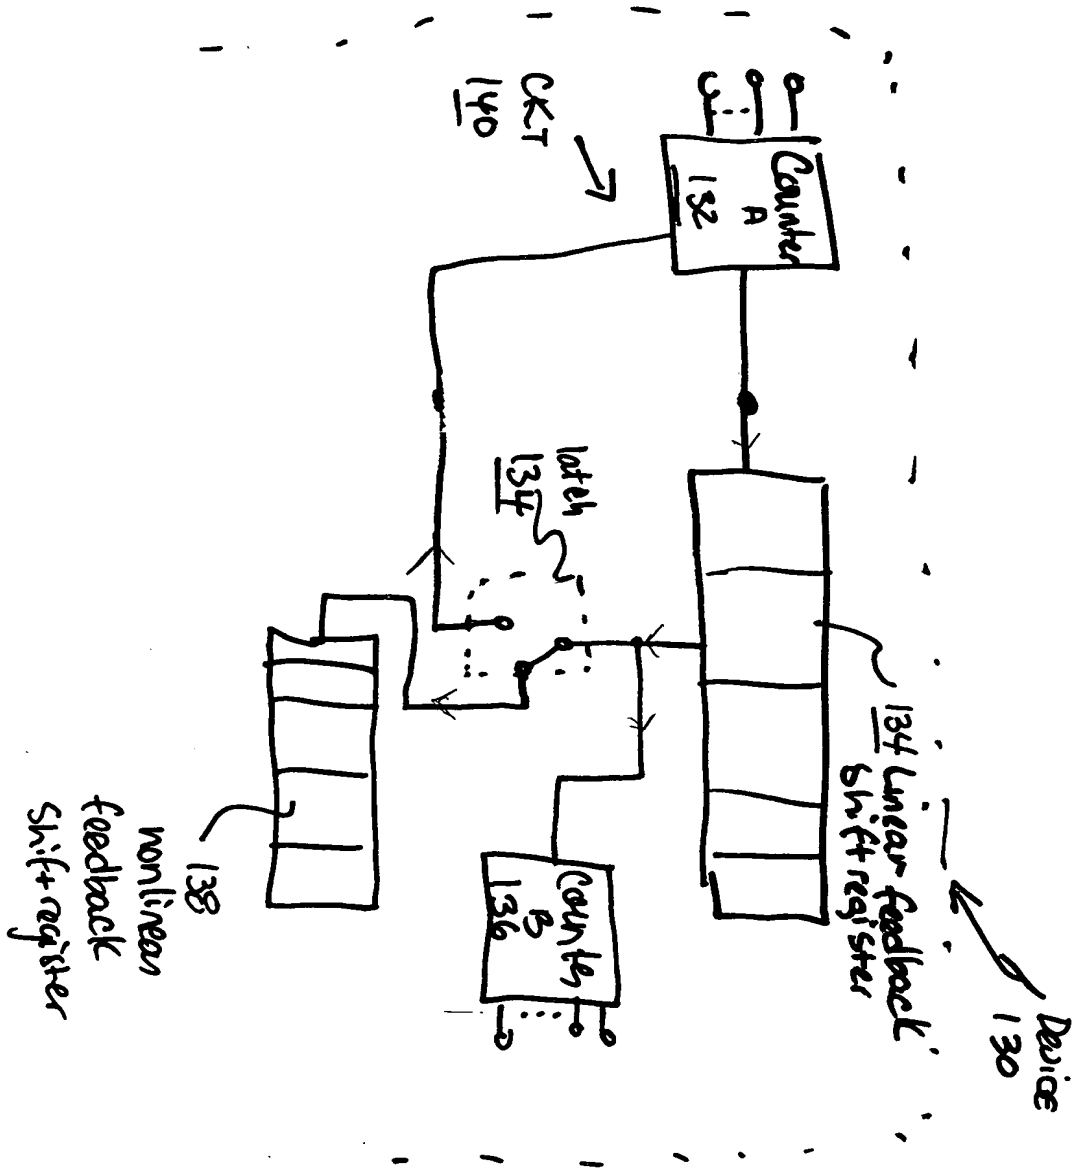 Device
130
134 Linear feedback
shift register
Counter
A
132
CKT
140
latch
134
Counter
B
136
138
nonlinear
feedback
shift register